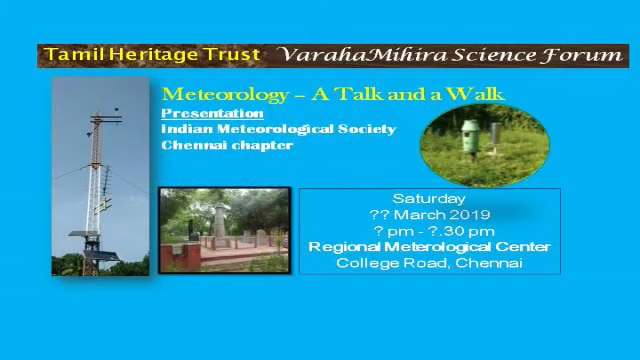 Tamil Heritage Trust VarahaMihira Science Forum
Meteorology – A Talk and a Walk
Presentation
Indian Meteorological Society
Chennai chapter
Saturday
?? March 2019
? pm - ?.30 pm
Regional Meterological Center
College Road, Chennai